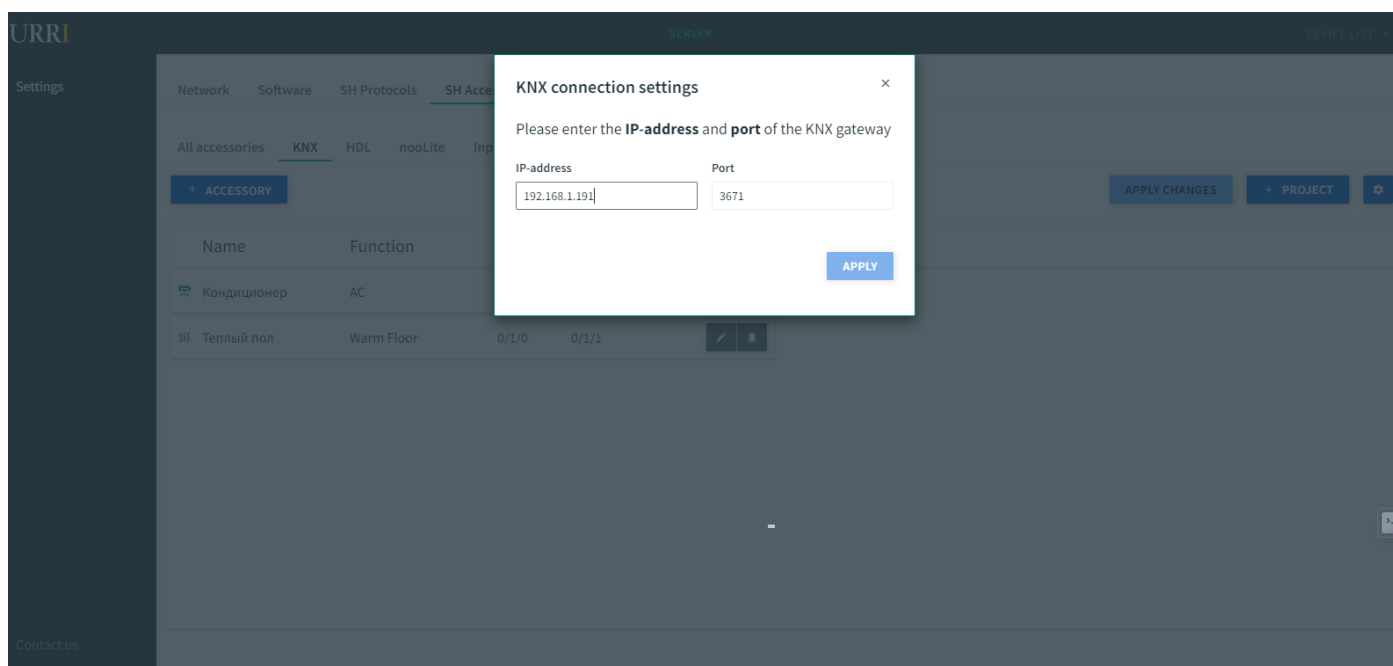 URRI
SERVER
DEVICE LIST
Settings
Network Software SH Protocols SH Acce
All accessories KNX HDL nooLite Inp
+ ACCESSORY
APPLY CHANGES + PROJECT
Name Function
Кондиционер AC
Теплый пол Warm Floor 0/1/0 0/1/1
KNX connection settings ×
Please enter the IP-address and port of the KNX gateway
IP-address Port
192.168.1.191 3671
APPLY
Contact us